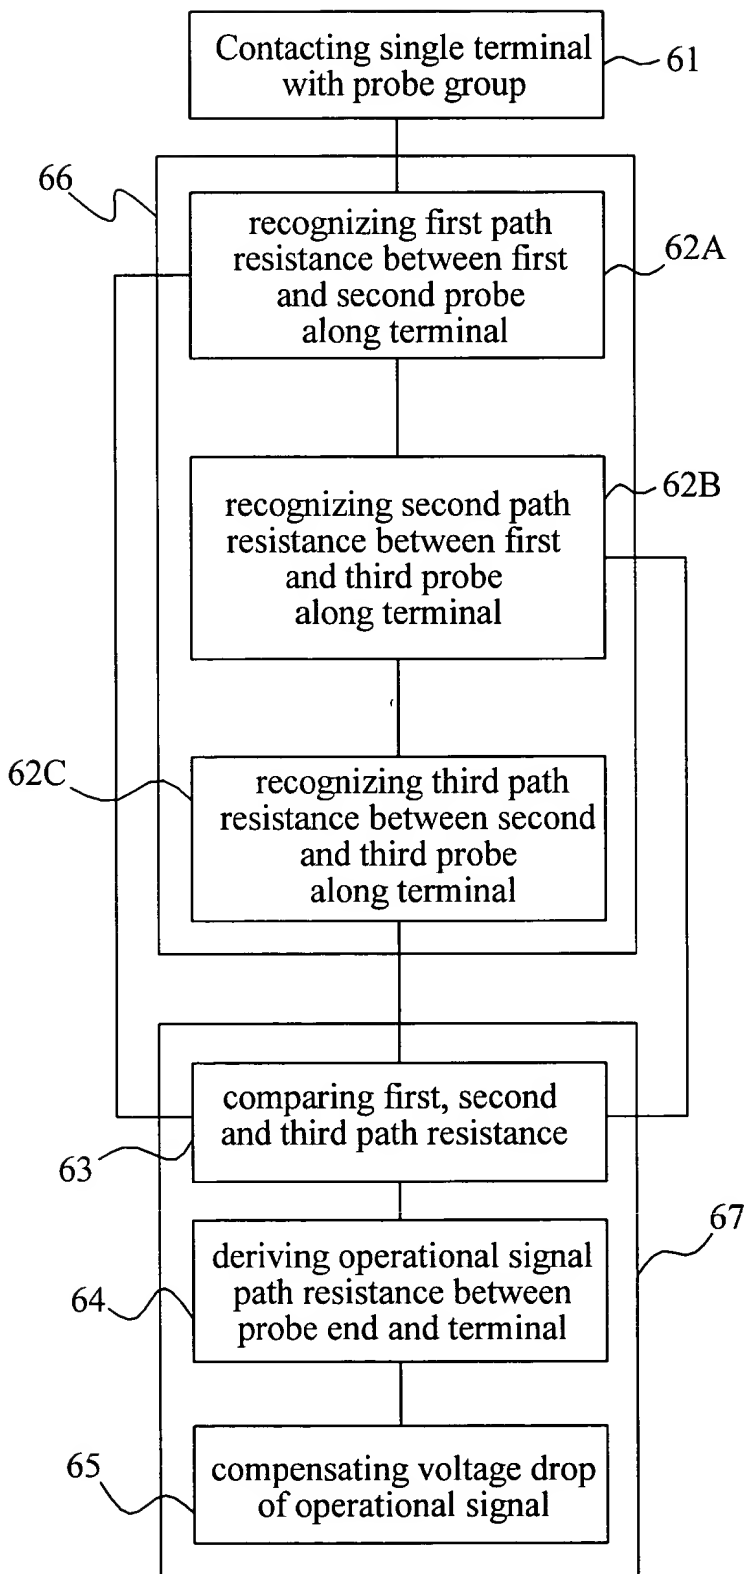 Contacting single terminal
with probe group
61
66
recognizing first path
resistance between first
and second probe
along terminal
62A
recognizing second path
resistance between first
and third probe
along terminal
62B
62C
recognizing third path
resistance between second
and third probe
along terminal
comparing first, second
and third path resistance
63
67
deriving operational signal
path resistance between
probe end and terminal
64
65
compensating voltage drop
of operational signal